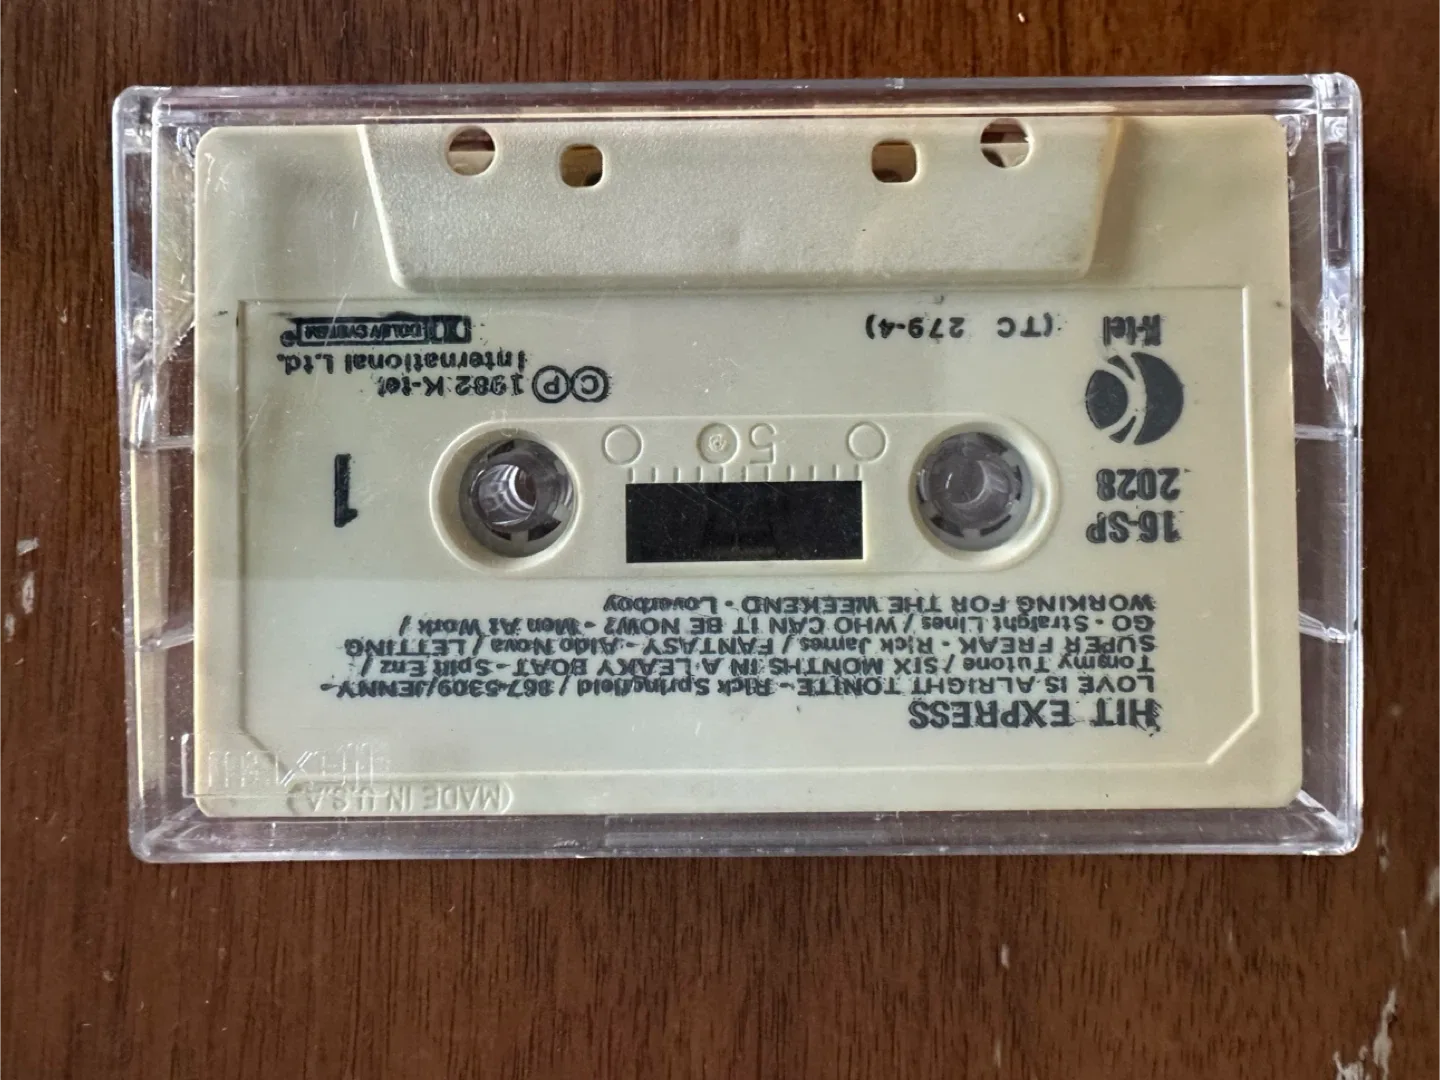 MADE IN U.S.A.
HIT EXPRESS
LOVE IS ALRIGHT TONITE - Rick Springfield / 867-5309/JENNY -
Tommy Tutone / SIX MONTHS IN A LEAKY BOAT - Split Enz /
SUPER FREAK - Rick James / FANTASY - Aldo Nova / LETTING
GO - Straight Lines / WHO CAN IT BE NOW? - Men At Work /
WORKING FOR THE WEEKEND - Loverboy
16-SP
2028
1
50
K-tel
ⒸⓅ 1982 K-tel
International Ltd.
(TC 279-4)
DOLBY SYSTEM